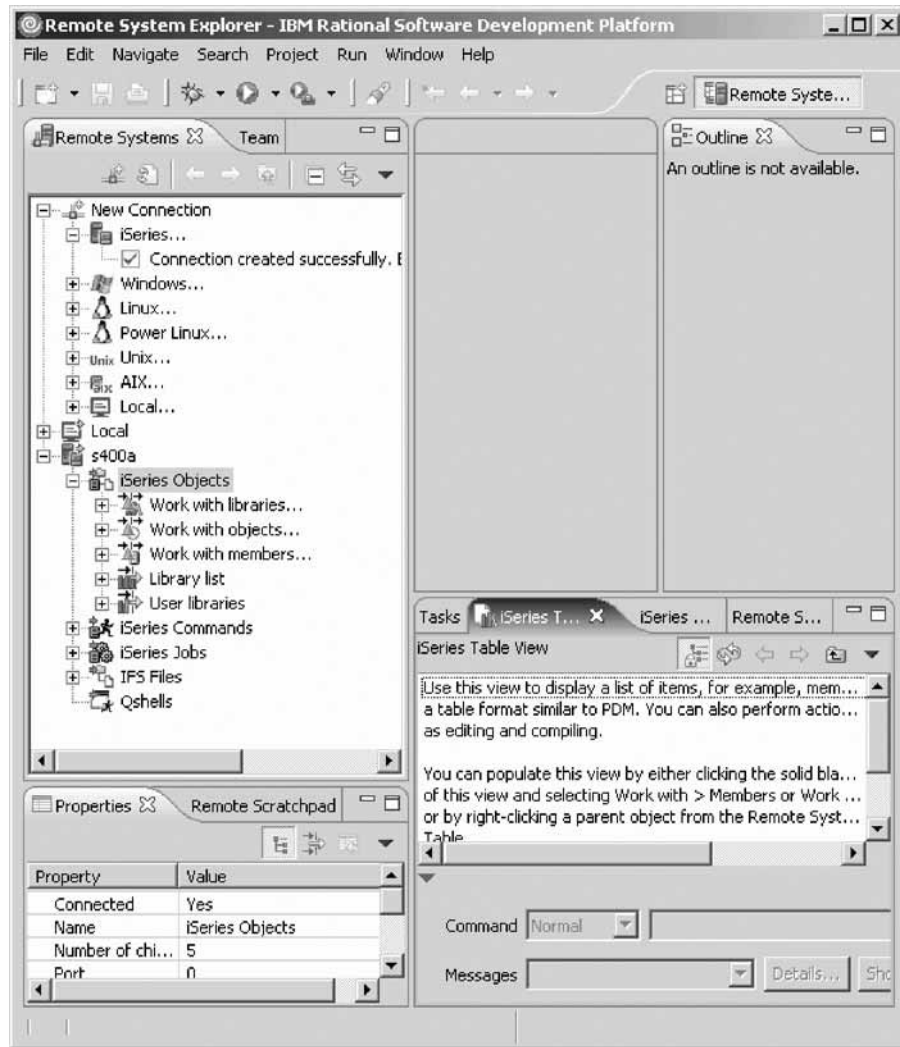 Remote System Explorer - IBM Rational Software Development Platform
File Edit Navigate Search Project Run Window Help
Remote Syste...
Remote Systems Team
Outline
An outline is not available.
New Connection
iSeries...
Connection created successfully.
Windows...
Linux...
Power Linux...
Unix Unix...
AIX...
Local...
Local
s400a
iSeries Objects
Work with libraries...
Work with objects...
Work with members...
Library list
User libraries
iSeries Commands
iSeries Jobs
IFS Files
Qshells
Tasks iSeries T... iSeries ... Remote S...
iSeries Table View
Use this view to display a list of items, for example, mem...
a table format similar to PDM. You can also perform actio...
as editing and compiling.
You can populate this view by either clicking the solid bla...
of this view and selecting Work with > Members or Work ...
or by right-clicking a parent object from the Remote Syst...
Table
Properties Remote Scratchpad
Property Value
Connected Yes
Name iSeries Objects
Number of chi... 5
Port 0
Command Normal
Messages Details... Sho